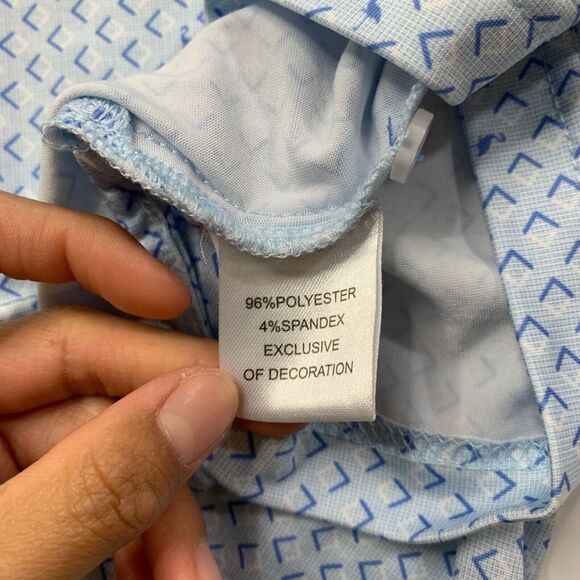 96%POLYESTER
4%SPANDEX
EXCLUSIVE
OF DECORATION